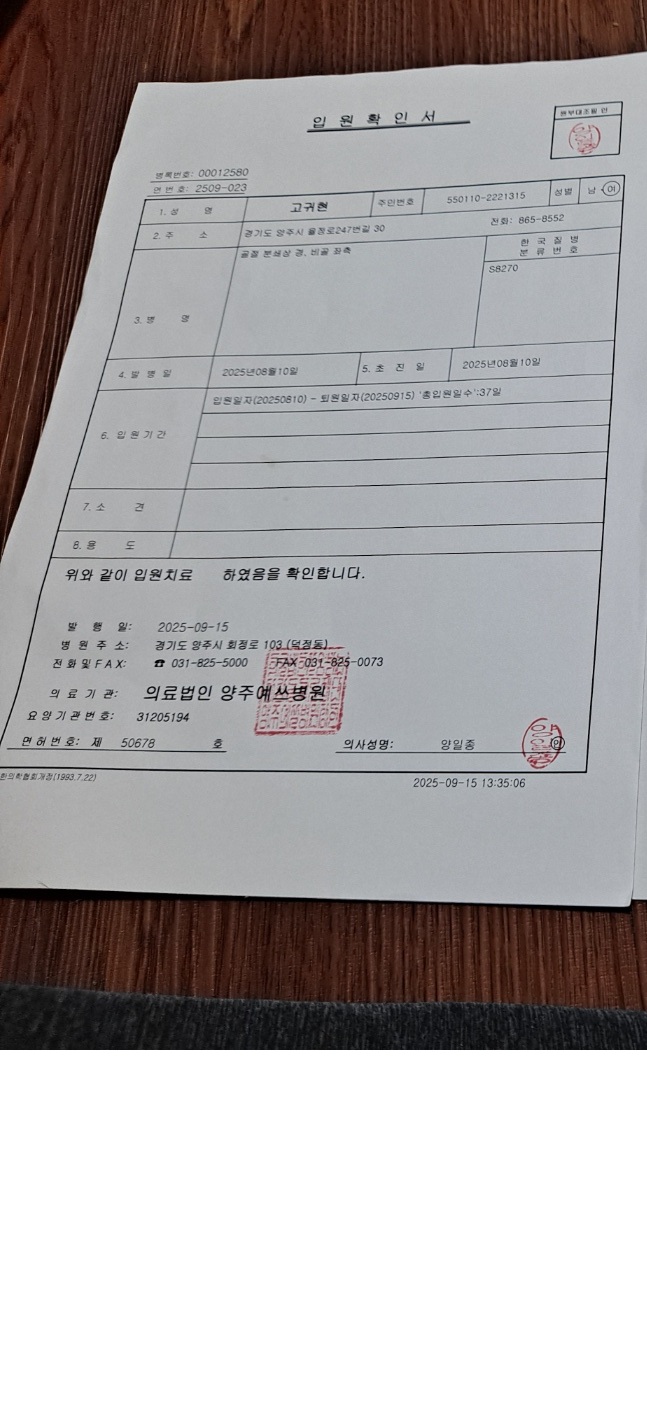 입 원 확 인 서
원부대조필 인
병록번호: 00012580
연 번 호: 2509-023
1. 성 명 고귀현 주민번호 550110-2221315 성별 남 여
2. 주 소 경기도 양주시 율정로247번길 30 전화: 865-8552
3. 병 명 골절 분쇄상 경, 비골 좌측 한 국 질 병
분 류 번 호
S8270
4. 발 병 일 2025년08월10일 5. 초 진 일 2025년08월10일
6. 입 원 기 간 입원일자(20250810) - 퇴원일자(20250915) '총입원일수':37일
7. 소 견
8. 용 도
위와 같이 입원치료 하였음을 확인합니다.
발 행 일: 2025-09-15
병 원 주 소: 경기도 양주시 회정로 103 (덕정동)
전 화 및 F A X: ☎ 031-825-5000 FAX 031-825-0073
의 료 기 관: 의료법인 양주예쓰병원
요 양 기 관 번 호: 31205194
면 허 번 호: 제 50678 호 의사성명: 양일종 인
한의학협회개정(1993.7.22)
2025-09-15 13:35:06